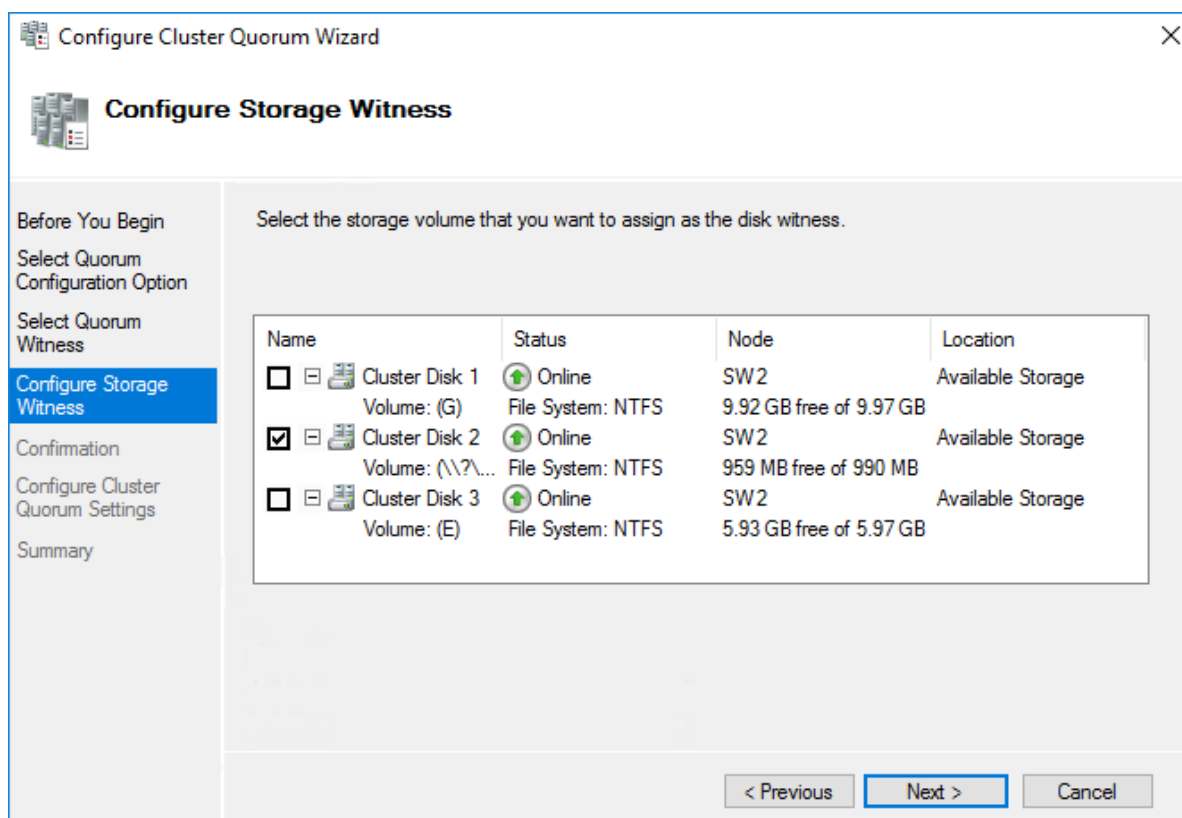 Configure Cluster Quorum Wizard
Configure Storage Witness
Before You Begin
Select Quorum
Configuration Option
Select Quorum
Witness
Configure Storage
Witness
Confirmation
Configure Cluster
Quorum Settings
Summary
Select the storage volume that you want to assign as the disk witness.
Name Status Node Location
Cluster Disk 1 Online SW2 Available Storage
Volume: (G) File System: NTFS 9.92 GB free of 9.97 GB
Cluster Disk 2 Online SW2 Available Storage
Volume: (\\?\... File System: NTFS 959 MB free of 990 MB
Cluster Disk 3 Online SW2 Available Storage
Volume: (E) File System: NTFS 5.93 GB free of 5.97 GB
< Previous Next > Cancel